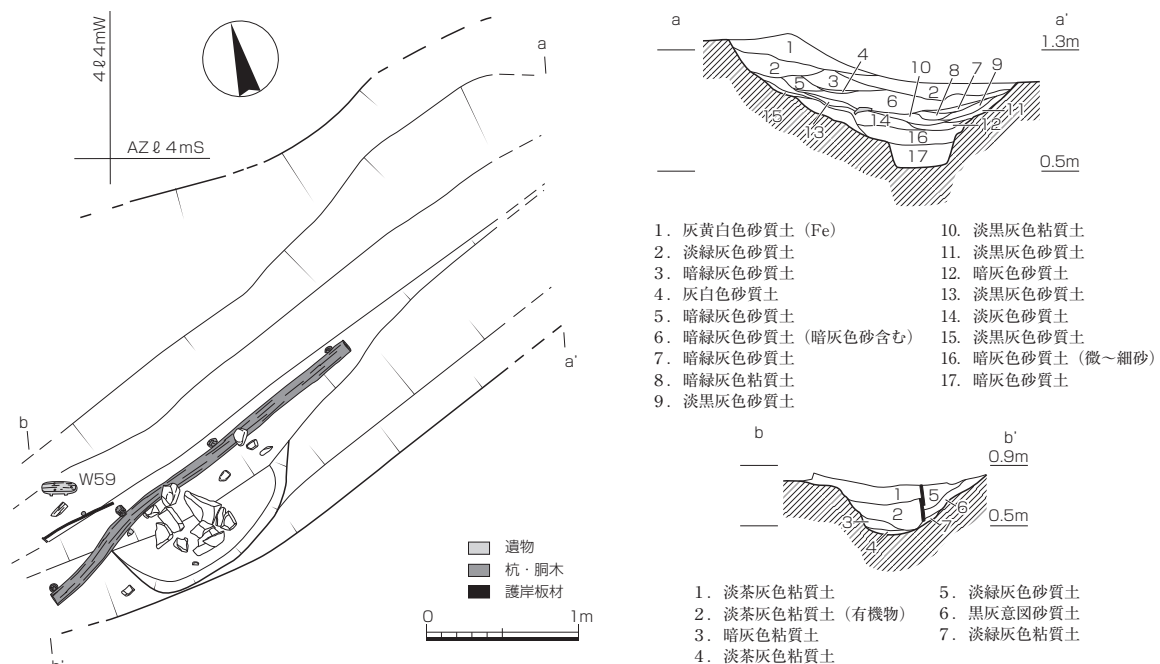 4ℓ4mW
AZℓ4mS
a
a'
b
W59
b'
遺物
杭・胴木
護岸板材
0 1m
a a'
1.3m
1 4
2 3 10 8 7 9
5 6 2
15 13 14 11
12
16
17
0.5m
1. 灰黄白色砂質土(Fe)
2. 淡緑灰色砂質土
3. 暗緑灰色砂質土
4. 灰白色砂質土
5. 暗緑灰色砂質土
6. 暗緑灰色砂質土(暗灰色砂含む)
7. 暗緑灰色砂質土
8. 暗緑灰色粘質土
9. 淡黒灰色砂質土
10. 淡黒灰色粘質土
11. 淡黒灰色砂質土
12. 暗灰色砂質土
13. 淡黒灰色砂質土
14. 淡灰色砂質土
15. 淡黒灰色砂質土
16. 暗灰色砂質土(微～細砂)
17. 暗灰色砂質土
b b'
0.9m
1 5
2 6
3 7
4
0.5m
1. 淡茶灰色粘質土
2. 淡茶灰色粘質土(有機物)
3. 暗灰色粘質土
4. 淡茶灰色粘質土
5. 淡緑灰色砂質土
6. 黒灰意図砂質土
7. 淡緑灰色粘質土